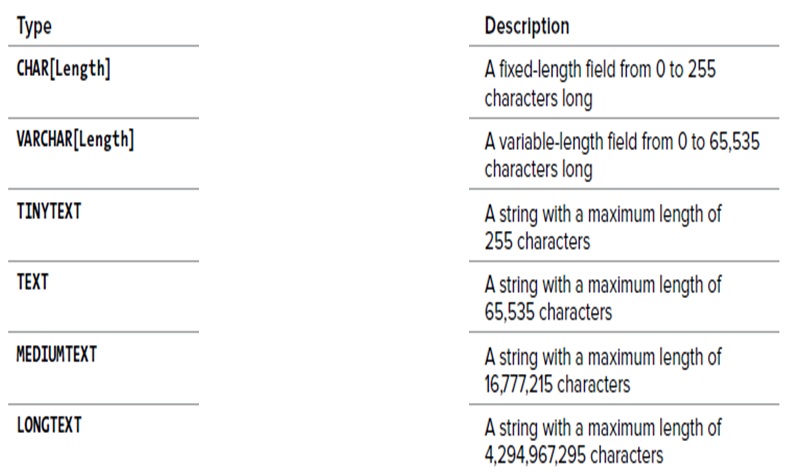 Type Description
CHAR[Length] A fixed-length field from 0 to 255
characters long
VARCHAR[Length] A variable-length field from 0 to 65,535
characters long
TINYTEXT A string with a maximum length of
255 characters
TEXT A string with a maximum length of
65,535 characters
MEDIUMTEXT A string with a maximum length of
16,777,215 characters
LONGTEXT A string with a maximum length of
4,294,967,295 characters